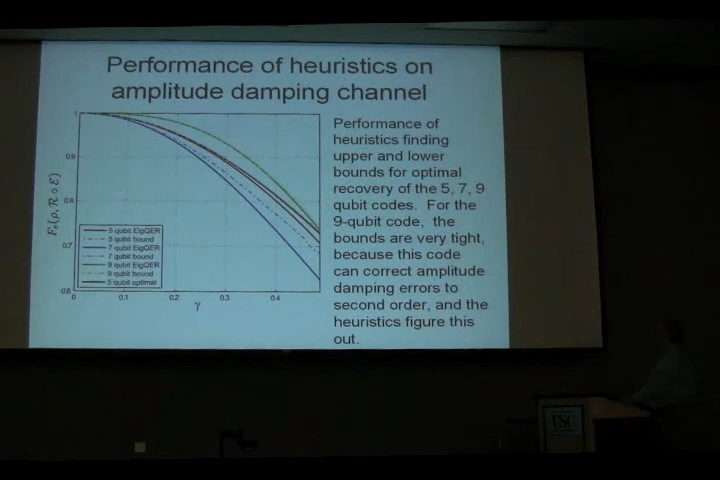 Performance of heuristics on
amplitude damping channel
Performance of
heuristics finding
upper and lower
bounds for optimal
recovery of the 5, 7, 9
qubit codes. For the
9-qubit code, the
bounds are very tight,
because this code
can correct amplitude
damping errors to
second order, and the
heuristics figure this
out.
1
0.9
0.8
0.7
0.6
F_e(ρ, R ∘ E)
5 qubit EigQER
5 qubit bound
7 qubit EigQER
7 qubit bound
9 qubit EigQER
9 qubit bound
5 qubit optimal
0 0.1 0.2 0.3 0.4
γ
USC